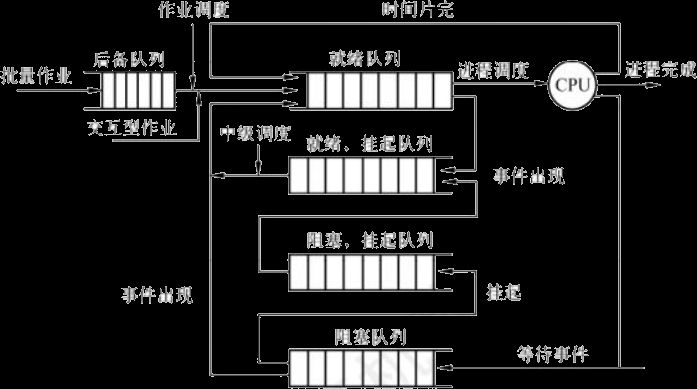 作业调度
时间片完
后备队列
就绪队列
批量作业
进程调度
CPU
进程完成
交互型作业
中级调度
就绪，挂起队列
事件出现
阻塞，挂起队列
事件出现
挂起
阻塞队列
等待事件